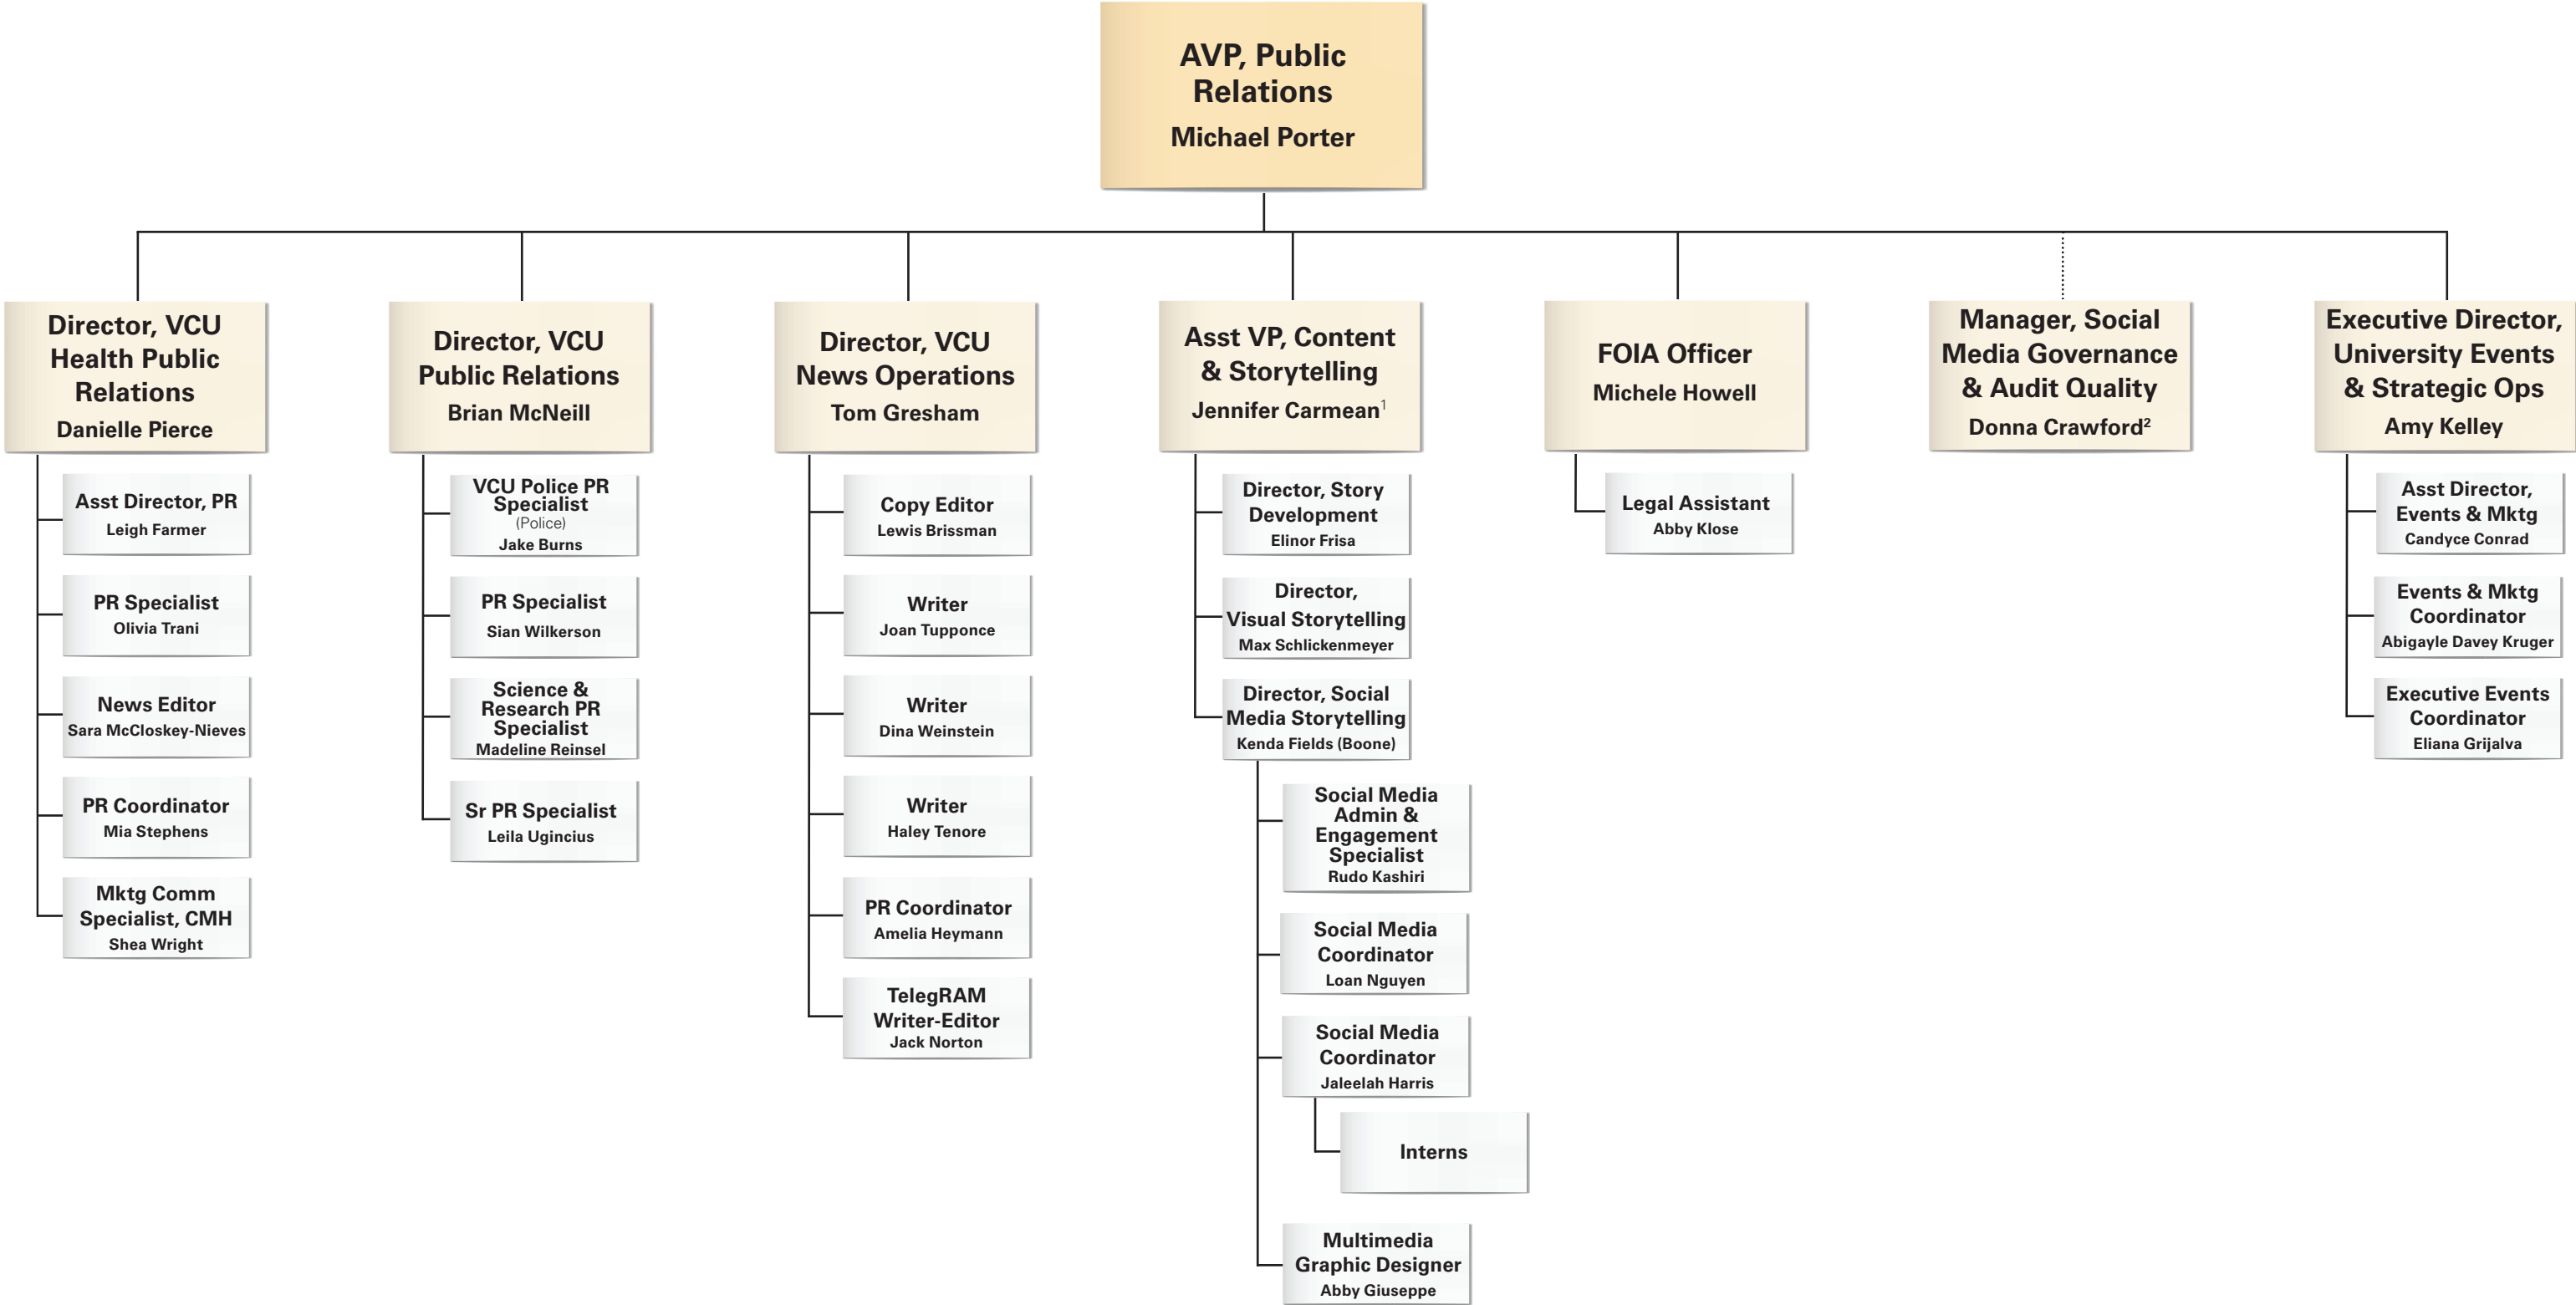 AVP, Public
Relations
Michael Porter
Director, VCU
Health Public
Relations
Danielle Pierce
Asst Director, PR
Leigh Farmer
PR Specialist
Olivia Trani
News Editor
Sara McCloskey-Nieves
PR Coordinator
Mia Stephens
Mktg Comm
Specialist, CMH
Shea Wright
Director, VCU
Public Relations
Brian McNeill
VCU Police PR
Specialist
(Police)
Jake Burns
PR Specialist
Sian Wilkerson
Science &
Research PR
Specialist
Madeline Reinsel
Sr PR Specialist
Leila Ugincius
Director, VCU
News Operations
Tom Gresham
Copy Editor
Lewis Brissman
Writer
Joan Tupponce
Writer
Dina Weinstein
Writer
Haley Tenore
PR Coordinator
Amelia Heymann
TelegRAM
Writer-Editor
Jack Norton
Asst VP, Content
& Storytelling
Jennifer Carmean¹
Director, Story
Development
Elinor Frisa
Director,
Visual Storytelling
Max Schlickenmeyer
Director, Social
Media Storytelling
Kenda Fields (Boone)
Social Media
Admin &
Engagement
Specialist
Rudo Kashiri
Social Media
Coordinator
Loan Nguyen
Social Media
Coordinator
Jaleelah Harris
Interns
Multimedia
Graphic Designer
Abby Giuseppe
FOIA Officer
Michele Howell
Legal Assistant
Abby Klose
Manager, Social
Media Governance
& Audit Quality
Donna Crawford²
Executive Director,
University Events
& Strategic Ops
Amy Kelley
Asst Director,
Events & Mktg
Candyce Conrad
Events & Mktg
Coordinator
Abigayle Davey Kruger
Executive Events
Coordinator
Eliana Grijalva